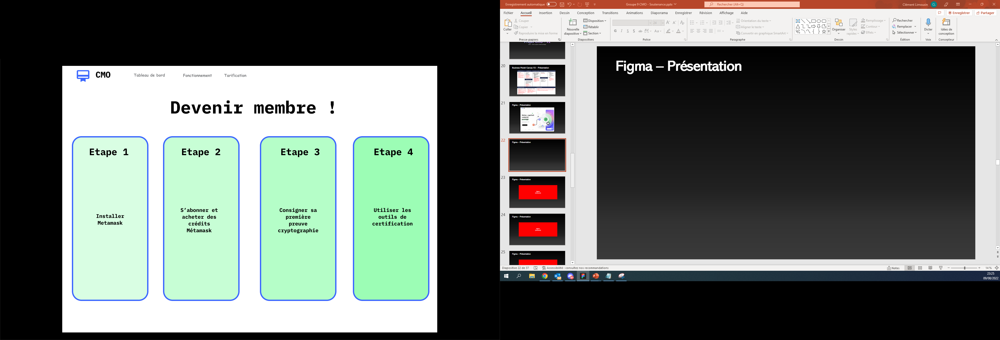 CMO
Tableau de bord
Fonctionnement
Tarification
Devenir membre !
Etape 1
Installer
Metamask
Etape 2
S’abonner et
acheter des
crédits
Métamask
Etape 3
Consigner sa
première
preuve
cryptographie
Etape 4
Utiliser les
outils de
certification
Enregistrement automatique
Groupe 9 CMO - Soutenance.pptx
Rechercher (Alt+Q)
Clément Limousin
CL
Fichier
Accueil
Insertion
Dessin
Conception
Transitions
Animations
Diaporama
Enregistrer
Révision
Affichage
Aide
Enregistrer
Partager
Coller
Couper
Copier
Reproduire la mise en forme
Presse-papiers
Nouvelle
diapositive
Disposition
Rétablir
Section
Diapositives
24
G I S S ab AV Aa A
Police
Orientation du texte
Aligner le texte
Convertir en graphique SmartArt
Paragraphe
Organiser
Styles
rapides
Remplissage
Contour
Effets
Dessin
Rechercher
Remplacer
Sélectionner
Édition
Dicter
Voix
Idées de
conception
Concepteur
Projet CMO - V2
20
Business Model Canvas V2 – Présentation
21
Figma – Présentation
Votre capital
créatif
protégé
22
Figma – Présentation
23
Figma – Présentation
24
Figma – Présentation
25
Figma – Présentation
Figma – Présentation
Diapositive 22 de 37
Accessibilité : consultez nos recommandations
Notes
14 %
23:25
09/08/2022